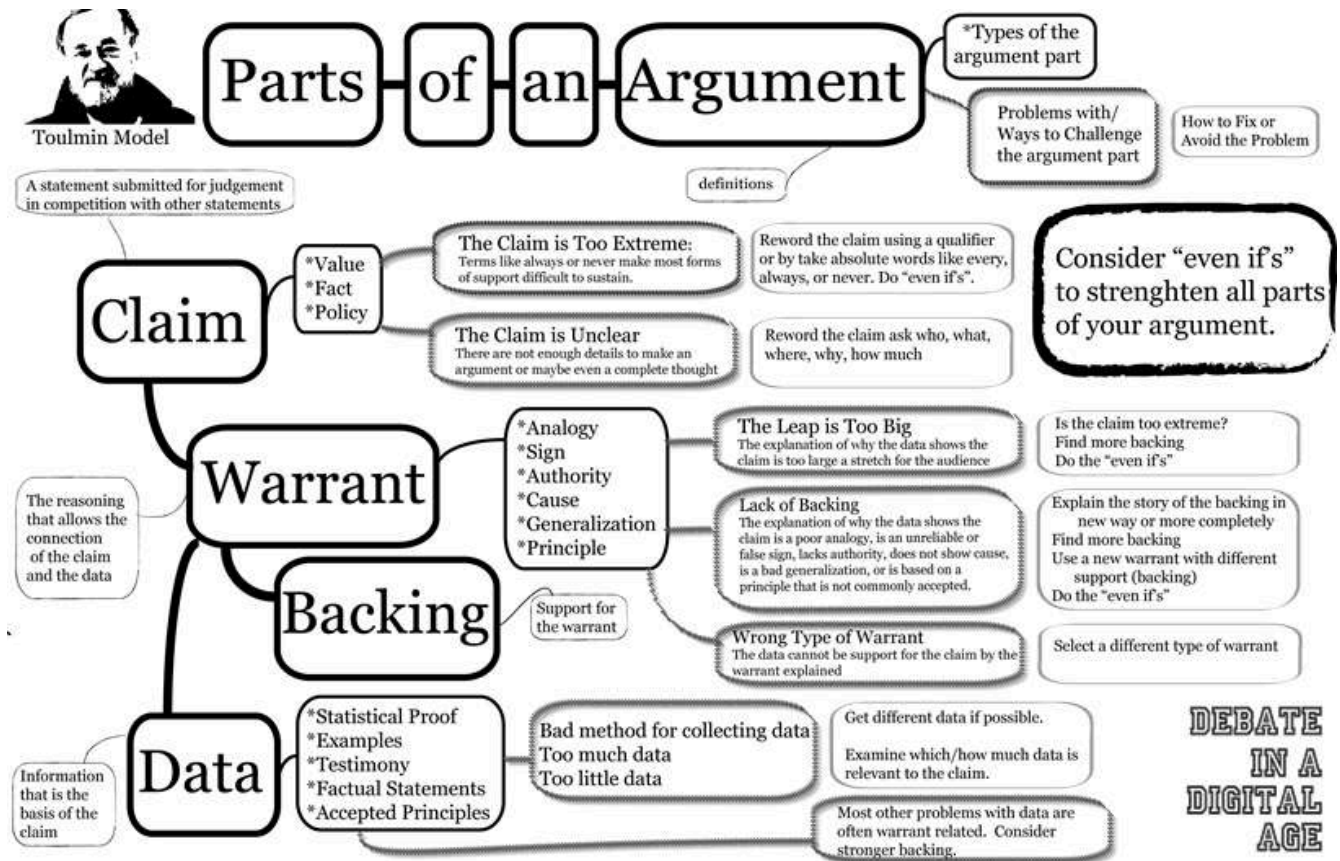 Toulmin Model
Parts of an Argument
*Types of the
argument part
Problems with/
Ways to Challenge
the argument part
How to Fix or
Avoid the Problem
definitions
A statement submitted for judgement
in competition with other statements
Claim
*Value
*Fact
*Policy
The Claim is Too Extreme:
Terms like always or never make most forms
of support difficult to sustain.
Reword the claim using a qualifier
or by take absolute words like every,
always, or never. Do “even if's”.
The Claim is Unclear
There are not enough details to make an
argument or maybe even a complete thought
Reword the claim ask who, what,
where, why, how much
Consider “even if's”
to strenghten all parts
of your argument.
Warrant
The reasoning
that allows the
connection
of the claim
and the data
*Analogy
*Sign
*Authority
*Cause
*Generalization
*Principle
The Leap is Too Big
The explanation of why the data shows the
claim is too large a stretch for the audience
Is the claim too extreme?
Find more backing
Do the “even if's”
Lack of Backing
The explanation of why the data shows the
claim is a poor analogy, is an unreliable or
false sign, lacks authority, does not show cause,
is a bad generalization, or is based on a
principle that is not commonly accepted.
Explain the story of the backing in
new way or more completely
Find more backing
Use a new warrant with different
support (backing)
Do the “even if's”
Wrong Type of Warrant
The data cannot be support for the claim by the
warrant explained
Select a different type of warrant
Backing
Support for
the warrant
Data
Information
that is the
basis of the
claim
*Statistical Proof
*Examples
*Testimony
*Factual Statements
*Accepted Principles
Bad method for collecting data
Too much data
Too little data
Get different data if possible.
Examine which/how much data is
relevant to the claim.
Most other problems with data are
often warrant related. Consider
stronger backing.
DEBATE
IN A
DIGITAL
AGE